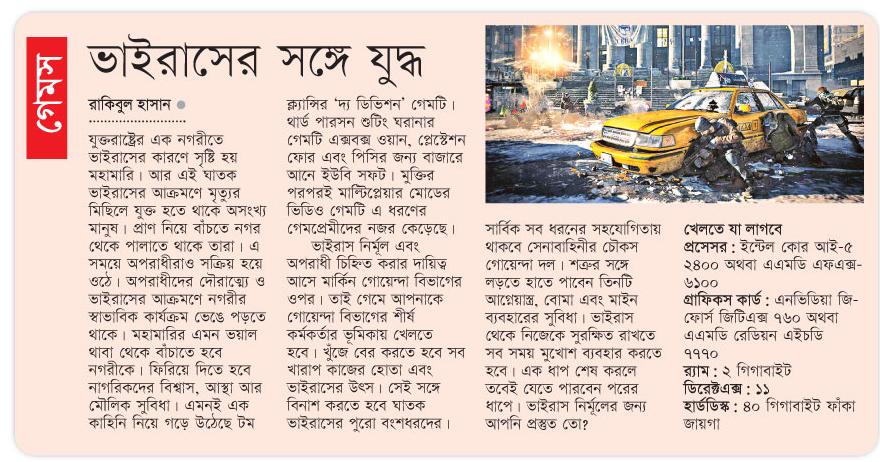 গেমস
ভাইরাসের সঙ্গে যুদ্ধ
রাকিবুল হাসান
যুক্তরাষ্ট্রের এক নগরীতে
ভাইরাসের কারণে সৃষ্টি হয়
মহামারি। আর এই ঘাতক
ভাইরাসের আক্রমণে মৃত্যুর
মিছিলে যুক্ত হতে থাকে অসংখ্য
মানুষ। প্রাণ নিয়ে বাঁচতে নগর
থেকে পালাতে থাকে তারা। এ
সময়ে অপরাধীরাও সক্রিয় হয়ে
ওঠে। অপরাধীদের দৌরাত্ম্যে ও
ভাইরাসের আক্রমণে নগরীর
স্বাভাবিক কার্যক্রম ভেঙে পড়তে
থাকে। মহামারির এমন ভয়াল
থাবা থেকে বাঁচাতে হবে
নগরীকে। ফিরিয়ে দিতে হবে
নাগরিকদের বিশ্বাস, আস্থা আর
মৌলিক সুবিধা। এমনই এক
কাহিনি নিয়ে গড়ে উঠেছে টম
ক্ল্যান্সির ‘দ্য ডিভিশন’ গেমটি।
থার্ড পারসন শুটিং ঘরানার
গেমটি এক্সবক্স ওয়ান, প্লেস্টেশন
ফোর এবং পিসির জন্য বাজারে
আনে ইউবি সফট। মুক্তির
পরপরই মাল্টিপ্লেয়ার মোডের
ভিডিও গেমটি এ ধরণের
গেমপ্রেমীদের নজর কেড়েছে।
ভাইরাস নির্মূল এবং
অপরাধী চিহ্নিত করার দায়িত্ব
আসে মার্কিন গোয়েন্দা বিভাগের
ওপর। তাই গেমে আপনাকে
গোয়েন্দা বিভাগের শীর্ষ
কর্মকর্তার ভূমিকায় খেলতে
হবে। খুঁজে বের করতে হবে সব
খারাপ কাজের হোতা এবং
ভাইরাসের উৎস। সেই সঙ্গে
বিনাশ করতে হবে ঘাতক
ভাইরাসের পুরো বংশধরদের।
সার্বিক সব ধরনের সহযোগিতায়
থাকবে সেনাবাহিনীর চৌকস
গোয়েন্দা দল। শত্রুর সঙ্গে
লড়তে হাতে পাবেন তিনটি
আগ্নেয়াস্ত্র, বোমা এবং মাইন
ব্যবহারের সুবিধা। ভাইরাস
থেকে নিজেকে সুরক্ষিত রাখতে
সব সময় মুখোশ ব্যবহার করতে
হবে। এক ধাপ শেষ করলে
তবেই যেতে পারবেন পরের
ধাপে। ভাইরাস নির্মূলের জন্য
আপনি প্রস্তুত তো?
খেলতে যা লাগবে
প্রসেসর : ইন্টেল কোর আই-৫
২৪০০ অথবা এএমডি এফএক্স-
৬১০০
গ্রাফিকস কার্ড : এনভিডিয়া জি-
ফোর্স জিটিএক্স ৭৬০ অথবা
এএমডি রেডিয়ন এইচডি
৭৭৭০
র‍্যাম : ২ গিগাবাইট
ডিরেক্টএক্স : ১১
হার্ডডিস্ক : ৪০ গিগাবাইট ফাঁকা
জায়গা